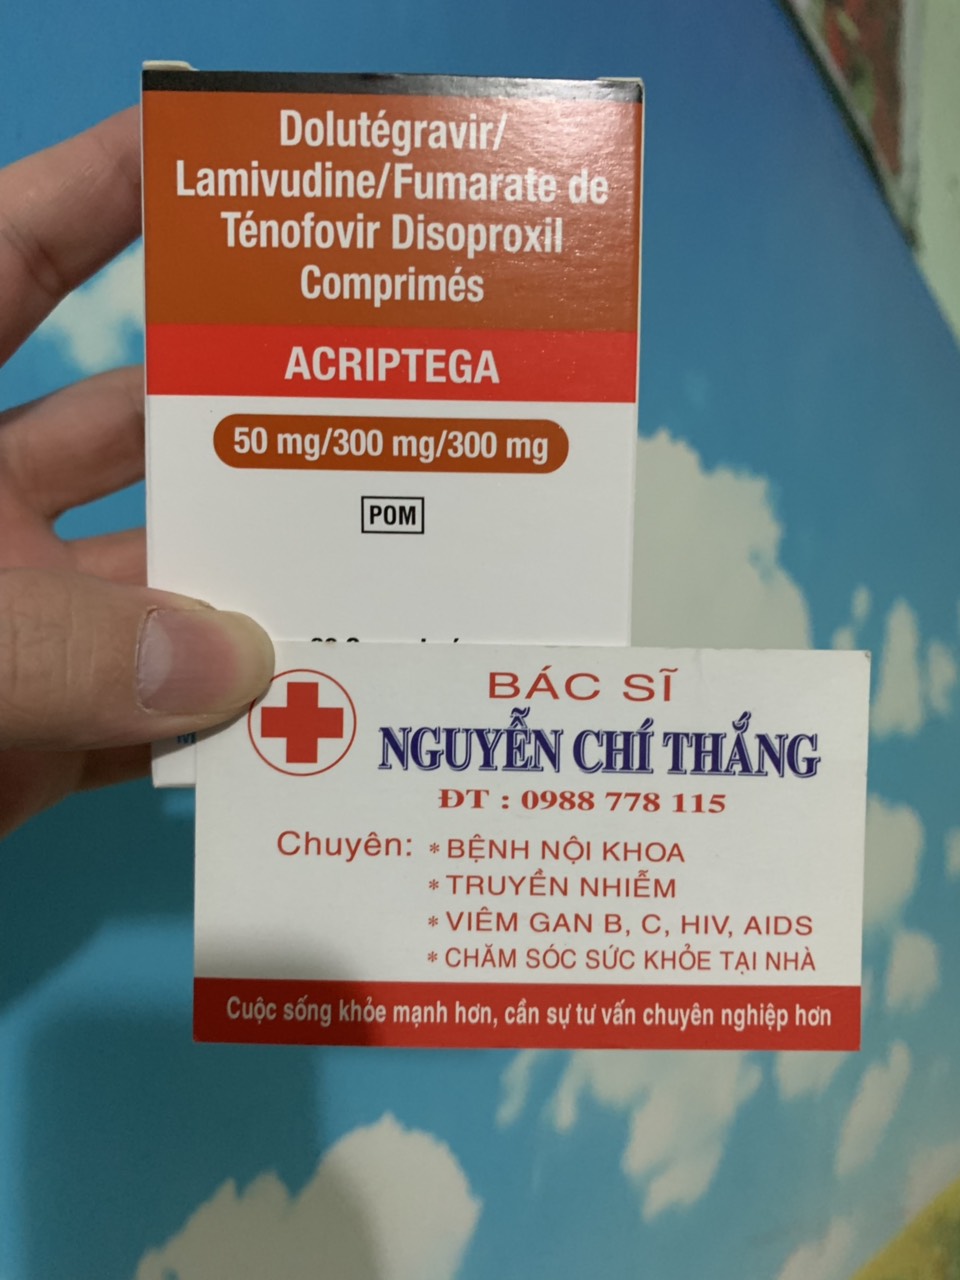 Dolutégravir/
Lamivudine/Fumarate de
Ténofovir Disoproxil
Comprimés
ACRIPTEGA
50 mg/300 mg/300 mg
POM
BÁC SĨ
NGUYỄN CHÍ THẮNG
ĐT : 0988 778 115
Chuyên: * BỆNH NỘI KHOA
* TRUYỀN NHIỄM
* VIÊM GAN B, C, HIV, AIDS
* CHĂM SÓC SỨC KHỎE TẠI NHÀ
Cuộc sống khỏe mạnh hơn, cần sự tư vấn chuyên nghiệp hơn